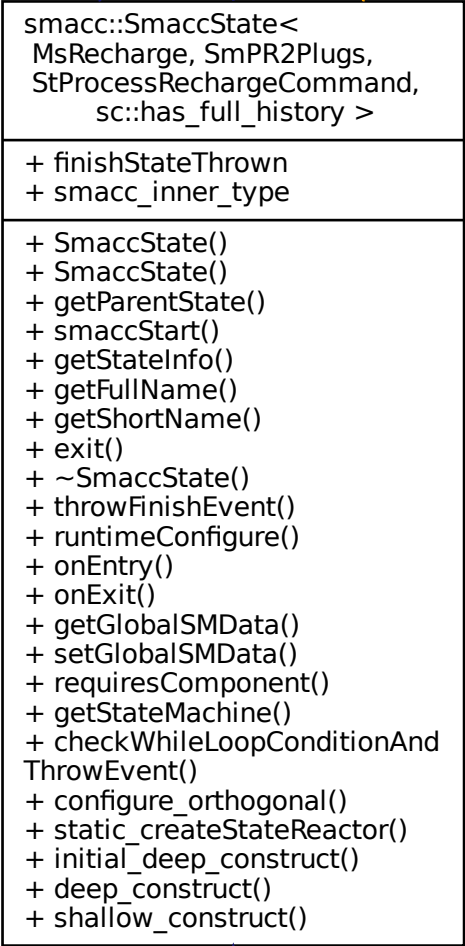 smacc::SmaccState<
MsRecharge, SmPR2Plugs,
StProcessRechargeCommand,
sc::has_full_history >
+ finishStateThrown
+ smacc_inner_type
+ SmaccState()
+ SmaccState()
+ getParentState()
+ smaccStart()
+ getStateInfo()
+ getFullName()
+ getShortName()
+ exit()
+ ~SmaccState()
+ throwFinishEvent()
+ runtimeConfigure()
+ onEntry()
+ onExit()
+ getGlobalSMData()
+ setGlobalSMData()
+ requiresComponent()
+ getStateMachine()
+ checkWhileLoopConditionAnd
ThrowEvent()
+ configure_orthogonal()
+ static_createStateReactor()
+ initial_deep_construct()
+ deep_construct()
+ shallow_construct()